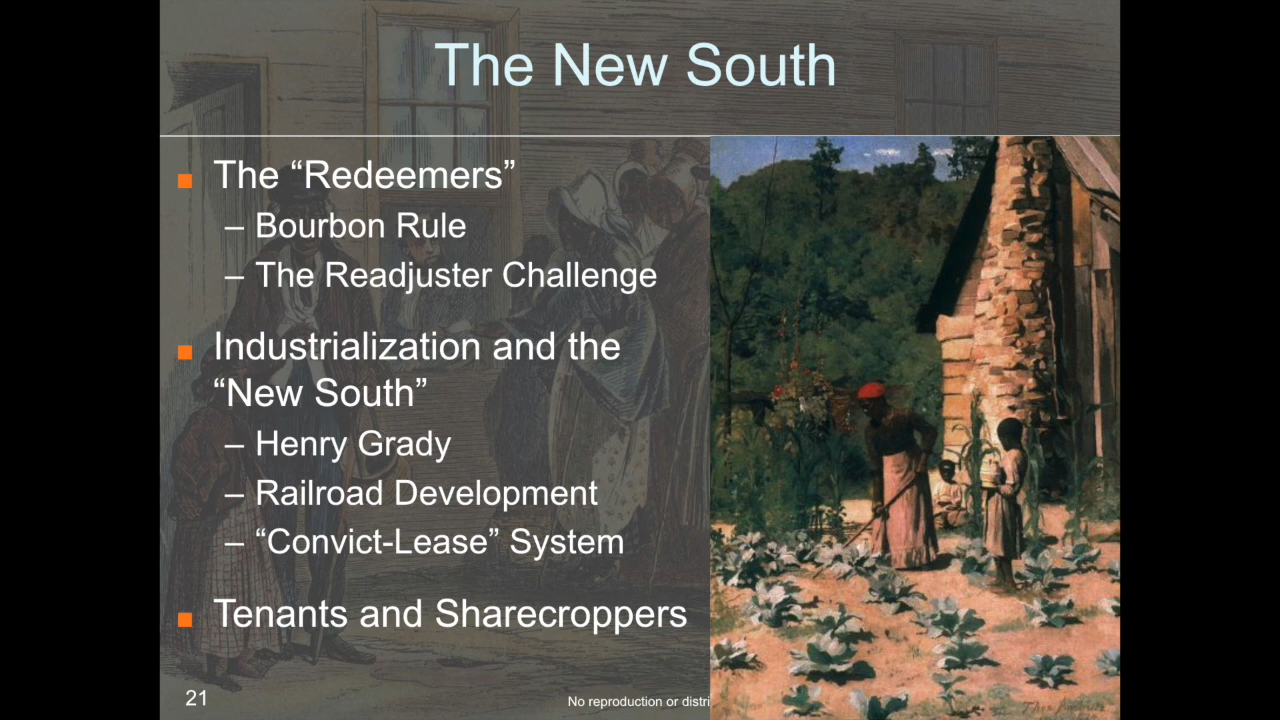 The New South
The “Redeemers”
– Bourbon Rule
– The Readjuster Challenge
Industrialization and the
“New South”
– Henry Grady
– Railroad Development
– “Convict-Lease” System
Tenants and Sharecroppers
21
No reproduction or distri